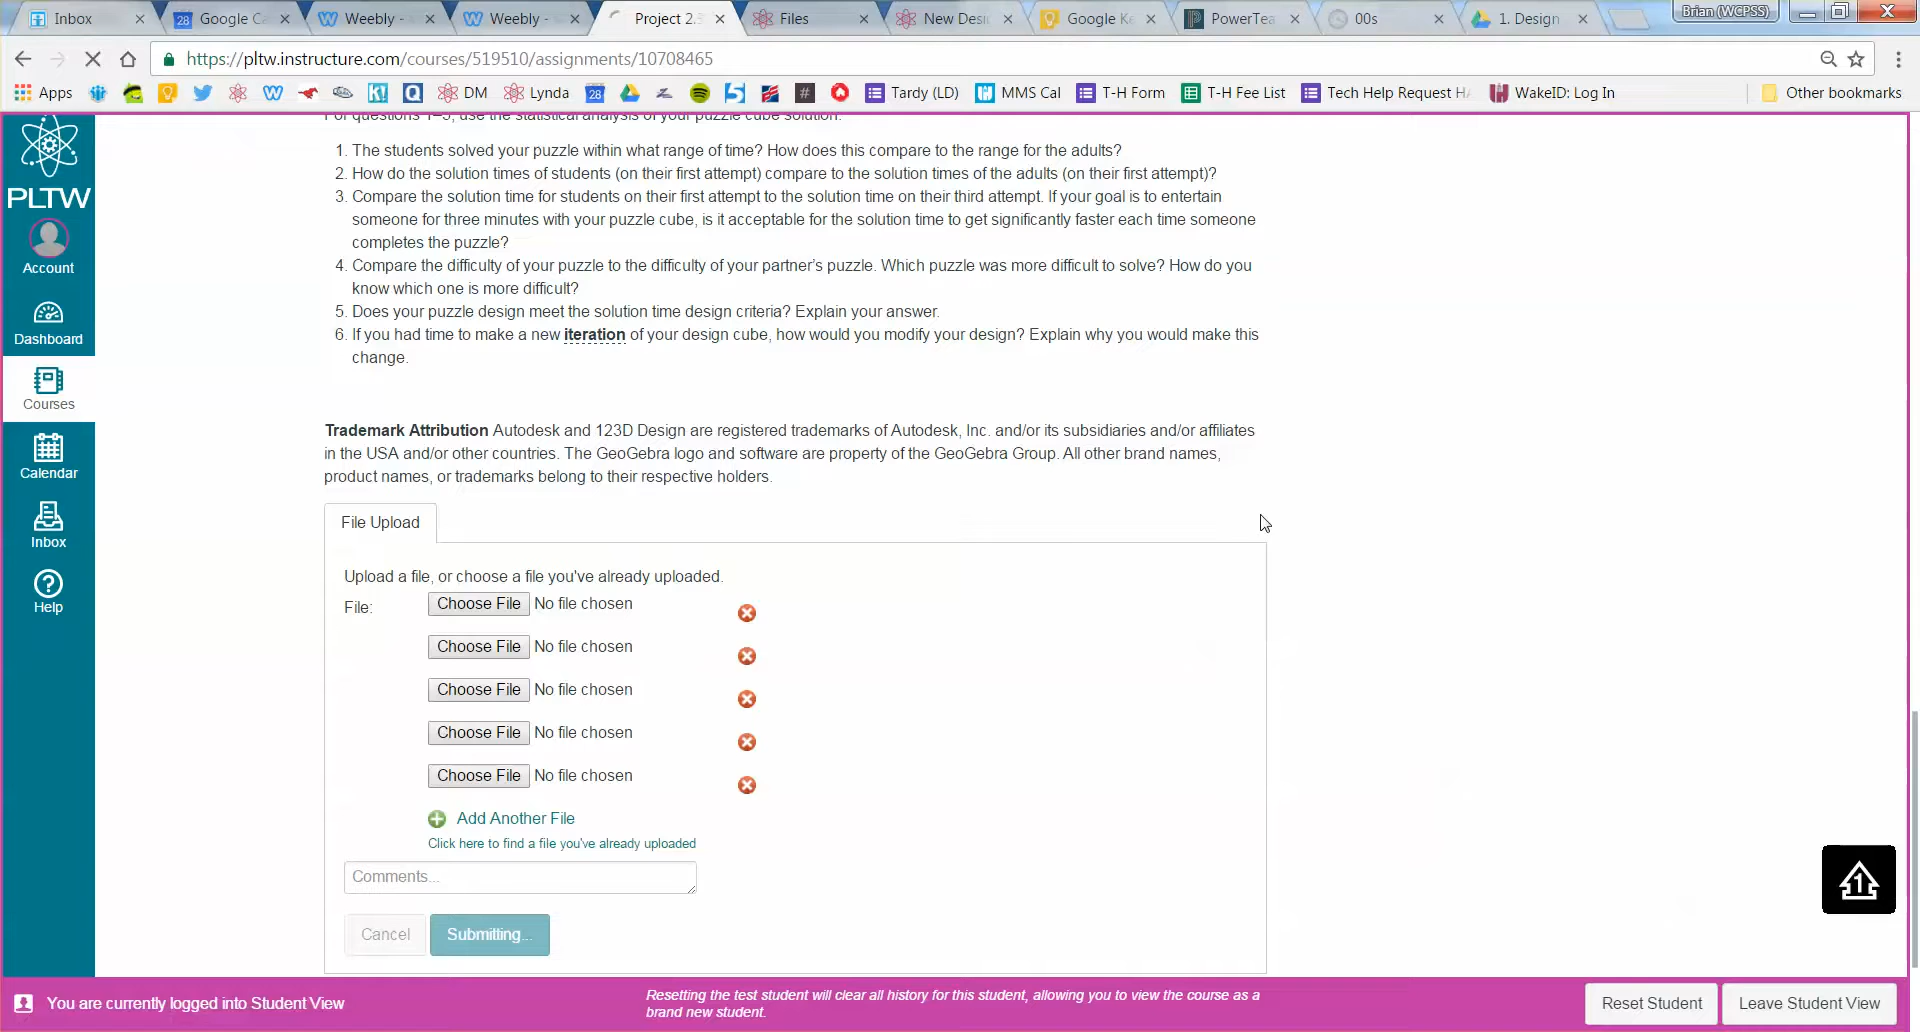 Inbox
Google Ca
Weebly -
Weebly -
Project 2.3
Files
New Desi
Google Ke
PowerTea
00s
1. Design
Brian (WCPSS)
https://pltw.instructure.com/courses/519510/assignments/10708465
Apps
DM
Lynda
28
Tardy (LD)
MMS Cal
T-H Form
T-H Fee List
Tech Help Request
WakeID: Log In
Other bookmarks
PLTW
Account
Dashboard
Courses
Calendar
Inbox
Help
For questions 1–5, use the statistical analysis of your puzzle cube solution.
1. The students solved your puzzle within what range of time? How does this compare to the range for the adults?
2. How do the solution times of students (on their first attempt) compare to the solution times of the adults (on their first attempt)?
3. Compare the solution time for students on their first attempt to the solution time on their third attempt. If your goal is to entertain
someone for three minutes with your puzzle cube, is it acceptable for the solution time to get significantly faster each time someone
completes the puzzle?
4. Compare the difficulty of your puzzle to the difficulty of your partner’s puzzle. Which puzzle was more difficult to solve? How do you
know which one is more difficult?
5. Does your puzzle design meet the solution time design criteria? Explain your answer.
6. If you had time to make a new iteration of your design cube, how would you modify your design? Explain why you would make this
change.
Trademark Attribution Autodesk and 123D Design are registered trademarks of Autodesk, Inc. and/or its subsidiaries and/or affiliates
in the USA and/or other countries. The GeoGebra logo and software are property of the GeoGebra Group. All other brand names,
product names, or trademarks belong to their respective holders.
File Upload
Upload a file, or choose a file you've already uploaded.
File:
Choose File No file chosen
Choose File No file chosen
Choose File No file chosen
Choose File No file chosen
Choose File No file chosen
Add Another File
Click here to find a file you've already uploaded
Comments...
Cancel
Submitting...
1
You are currently logged into Student View
Resetting the test student will clear all history for this student, allowing you to view the course as a
brand new student.
Reset Student
Leave Student View